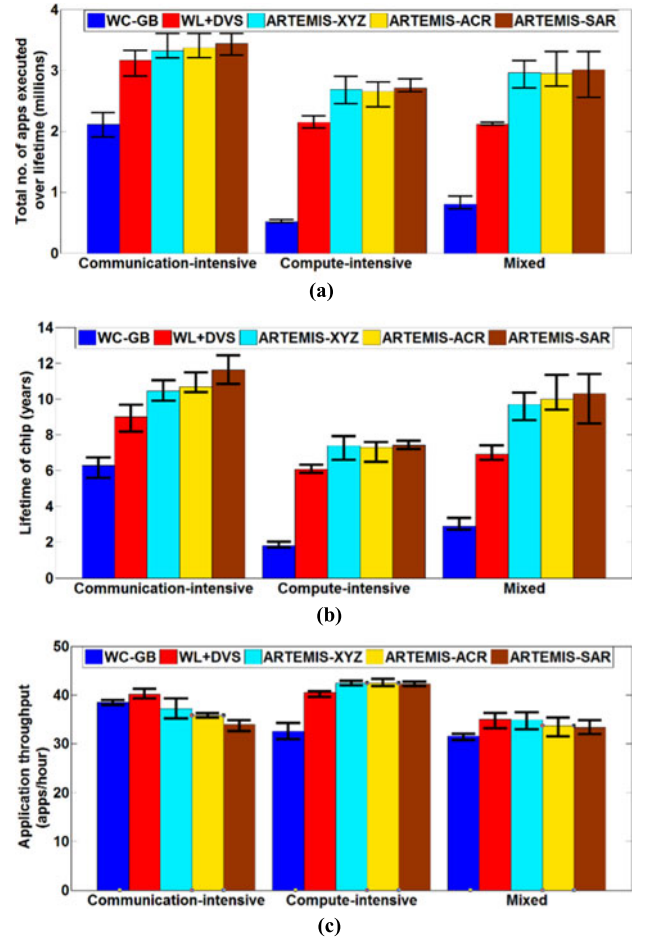 WC-GB WL+DVS ARTEMIS-XYZ ARTEMIS-ACR ARTEMIS-SAR
Total no. of apps executed
over lifetime (millions)
4
3
2
1
0
Communication-intensive Compute-intensive Mixed
(a)
WC-GB WL+DVS ARTEMIS-XYZ ARTEMIS-ACR ARTEMIS-SAR
Lifetime of chip (years)
14
12
10
8
6
4
2
0
Communication-intensive Compute-intensive Mixed
(b)
WC-GB WL+DVS ARTEMIS-XYZ ARTEMIS-ACR ARTEMIS-SAR
Application throughput
(apps/hour)
50
40
30
20
10
0
Communication-intensive Compute-intensive Mixed
(c)